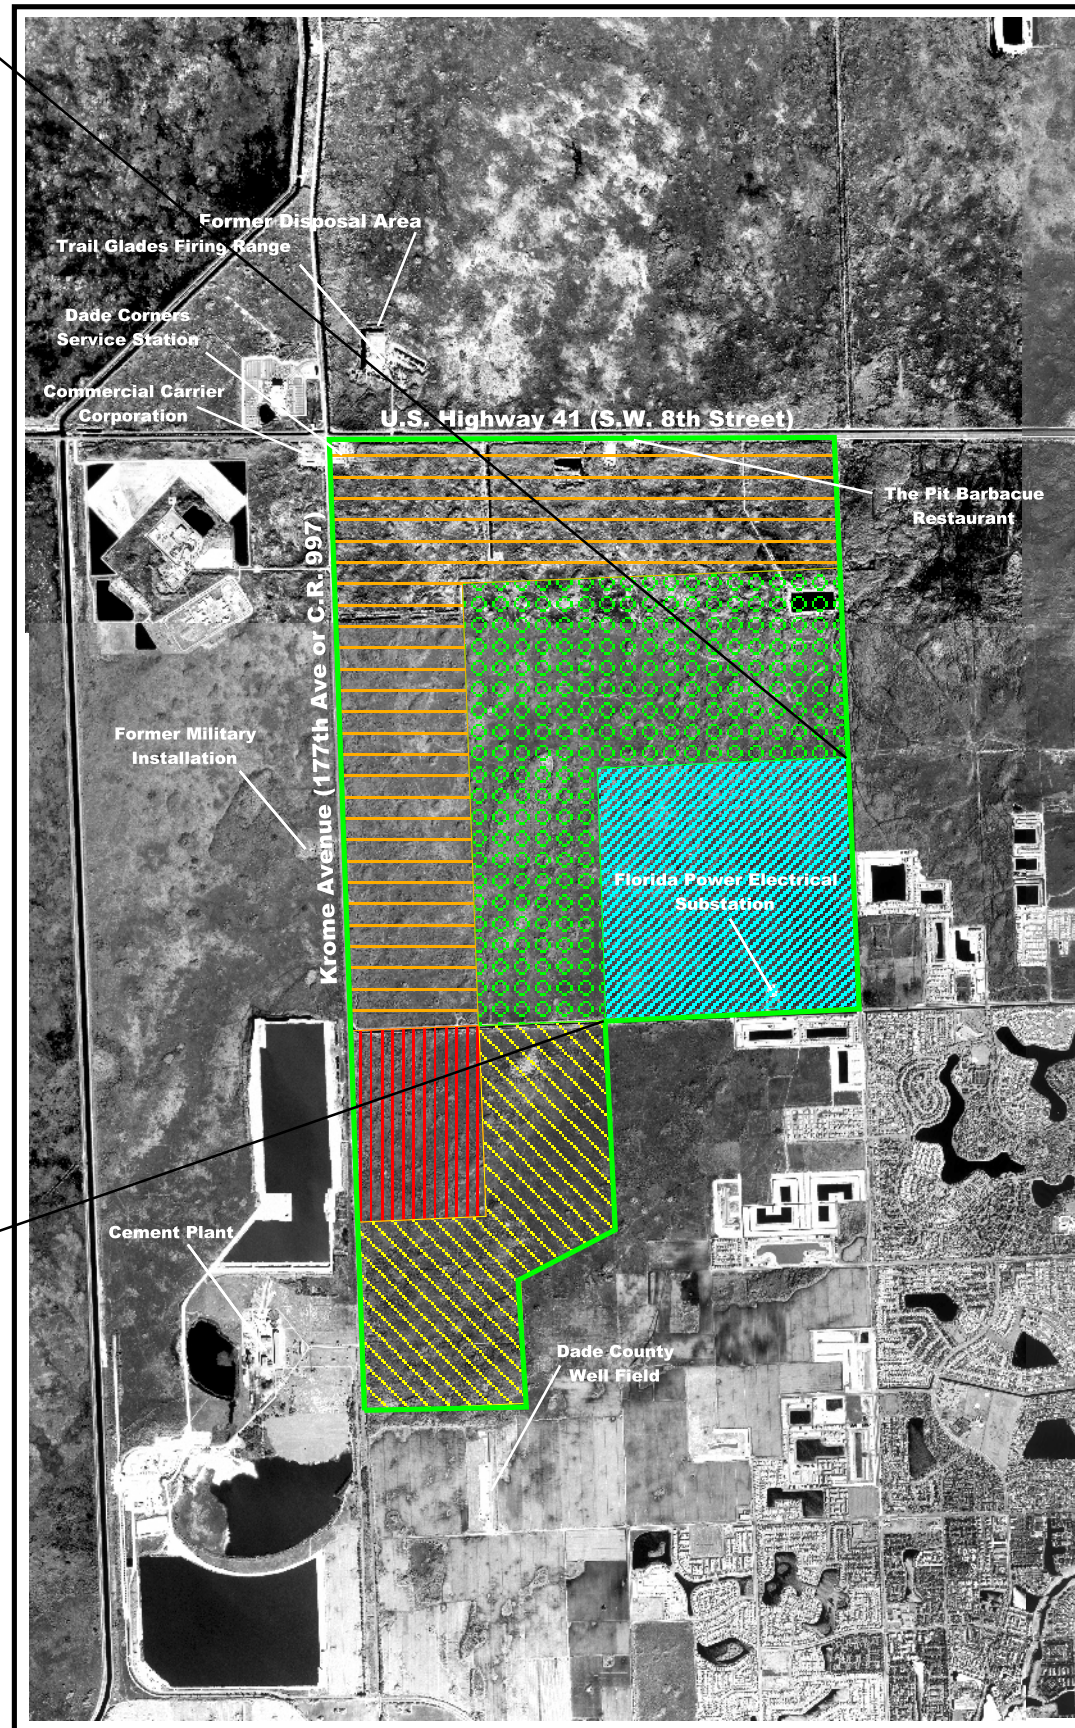 Former Disposal Area
Trail Glades Firing Range
Dade Corners
Service Station
Commercial Carrier
Corporation
U.S. Highway 41 (S.W. 8th Street)
The Pit Barbacue
Restaurant
Krome Avenue (177th Ave or C.R. 997)
Former Military
Installation
Florida Power Electrical
Substation
Cement Plant
Dade County
Well Field